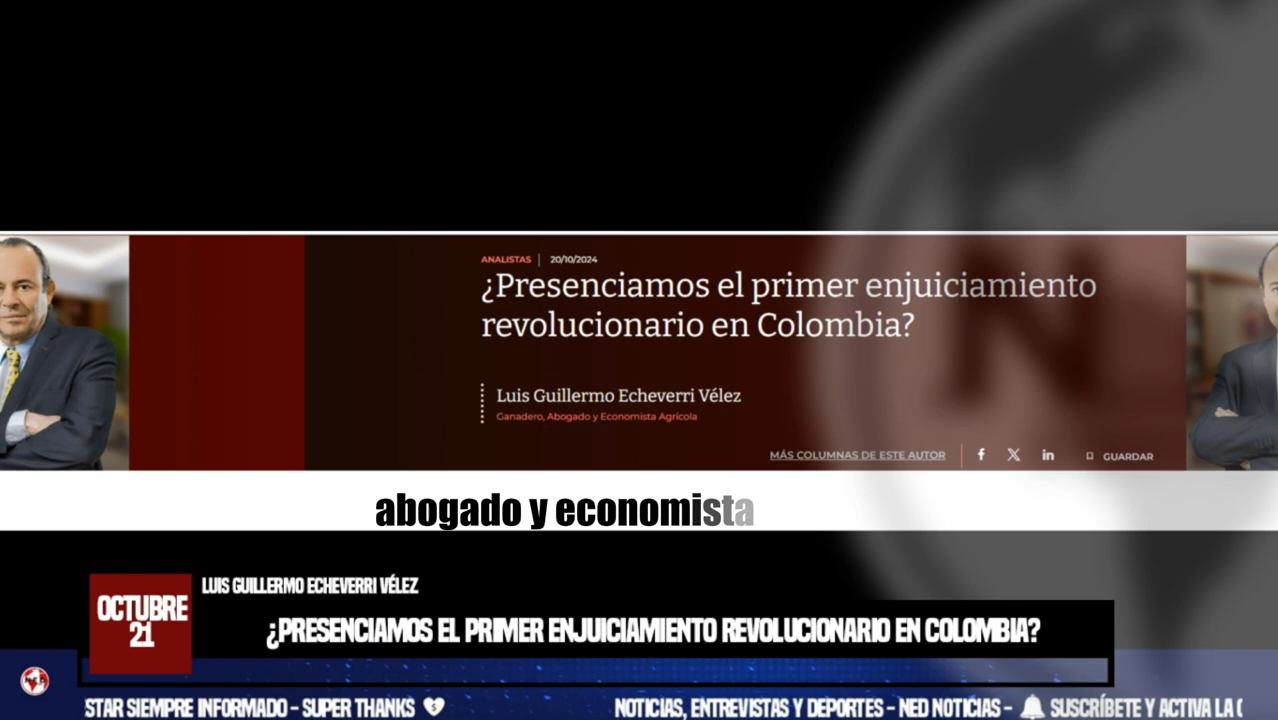 ANALISTAS | 20/10/2024
¿Presenciamos el primer enjuiciamiento
revolucionario en Colombia?
Luis Guillermo Echeverri Vélez
Ganadero, Abogado y Economista Agrícola
MÁS COLUMNAS DE ESTE AUTOR
GUARDAR
abogado y economista
OCTUBRE
21
LUIS GUILLERMO ECHEVERRI VÉLEZ
¿PRESENCIAMOS EL PRIMER ENJUICIAMIENTO REVOLUCIONARIO EN COLOMBIA?
STAR SIEMPRE INFORMADO – SUPER THANKS
NOTICIAS, ENTREVISTAS Y DEPORTES – NED NOTICIAS – SUSCRÍBETE Y ACTIVA LA